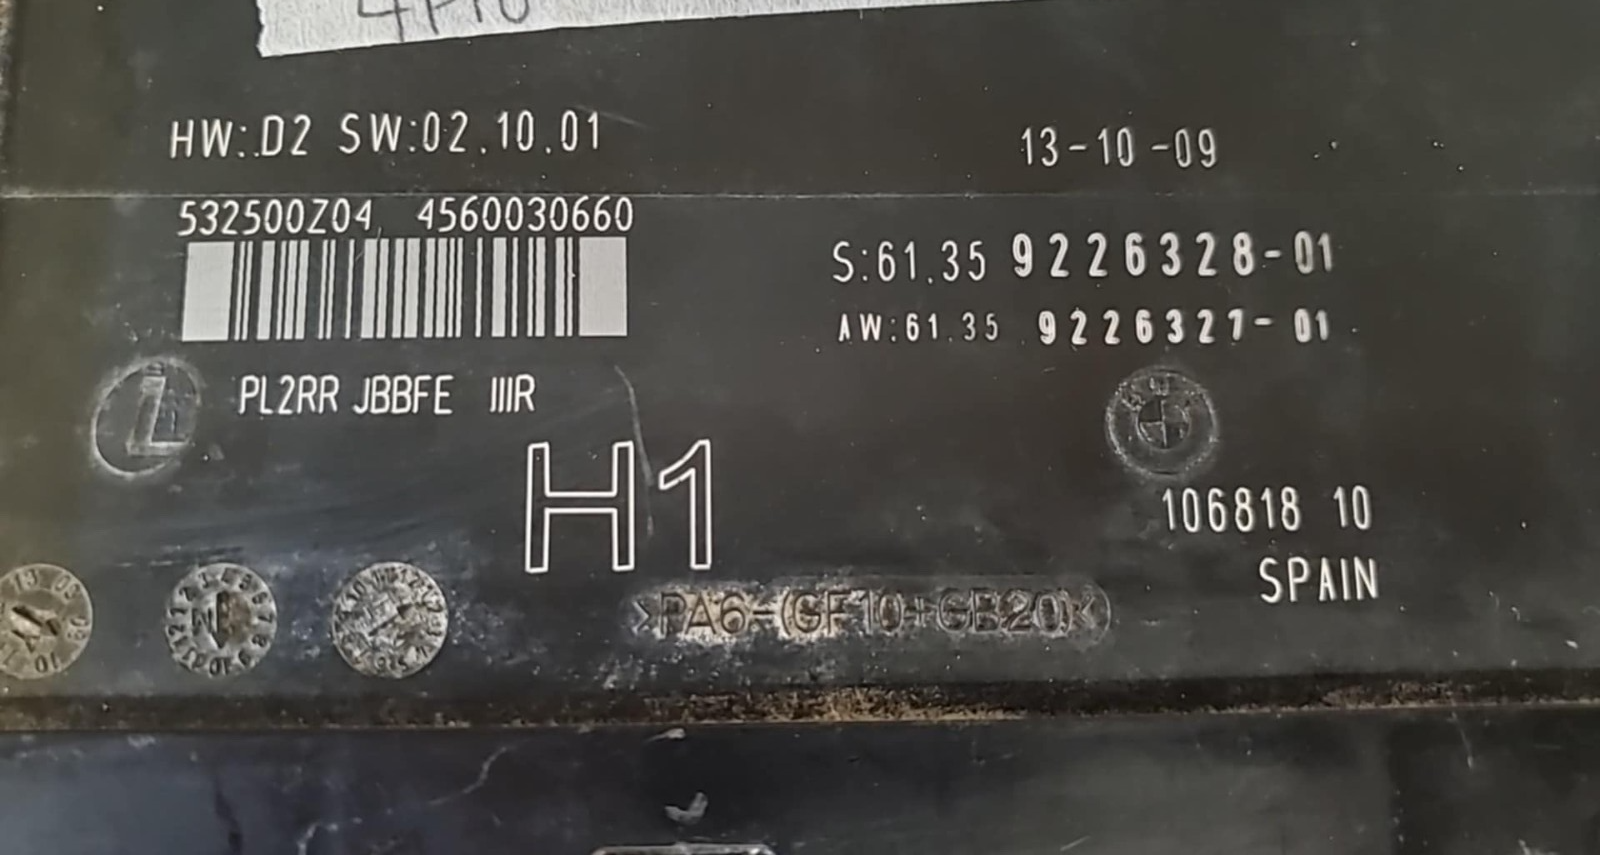 HW:D2 SW:02.10.01
13-10-09
532500Z04 4560030660
S:61.35 9226328-01
AW:61.35 9226327-01
PL2RR JBBFE IIIR
H1
106818 10
SPAIN
>PA6-(GF10+GB20)<